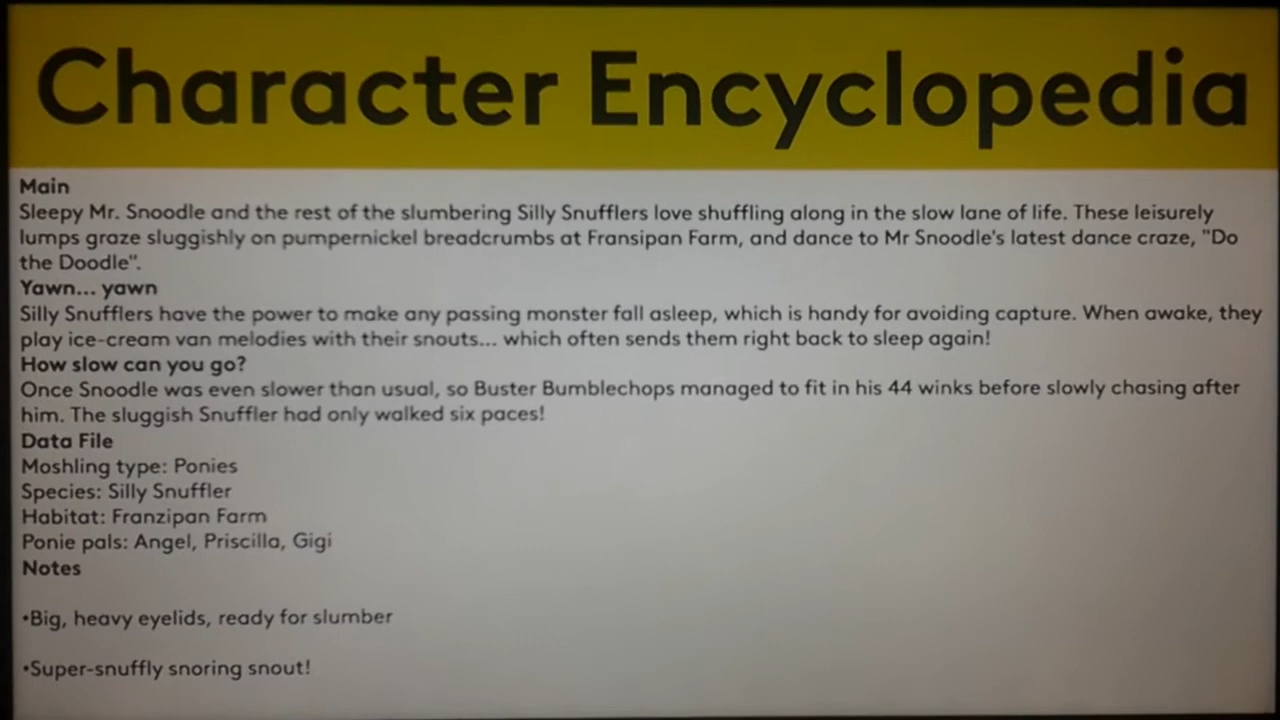 Character Encyclopedia
Main
Sleepy Mr. Snoodle and the rest of the slumbering Silly Snufflers love shuffling along in the slow lane of life. These leisurely
lumps graze sluggishly on pumpernickel breadcrumbs at Fransipan Farm, and dance to Mr Snoodle's latest dance craze, "Do
the Doodle".
Yawn... yawn
Silly Snufflers have the power to make any passing monster fall asleep, which is handy for avoiding capture. When awake, they
play ice-cream van melodies with their snouts... which often sends them right back to sleep again!
How slow can you go?
Once Snoodle was even slower than usual, so Buster Bumblechops managed to fit in his 44 winks before slowly chasing after
him. The sluggish Snuffler had only walked six paces!
Data File
Moshling type: Ponies
Species: Silly Snuffler
Habitat: Franzipan Farm
Ponie pals: Angel, Priscilla, Gigi
Notes
•Big, heavy eyelids, ready for slumber
•Super-snuffly snoring snout!